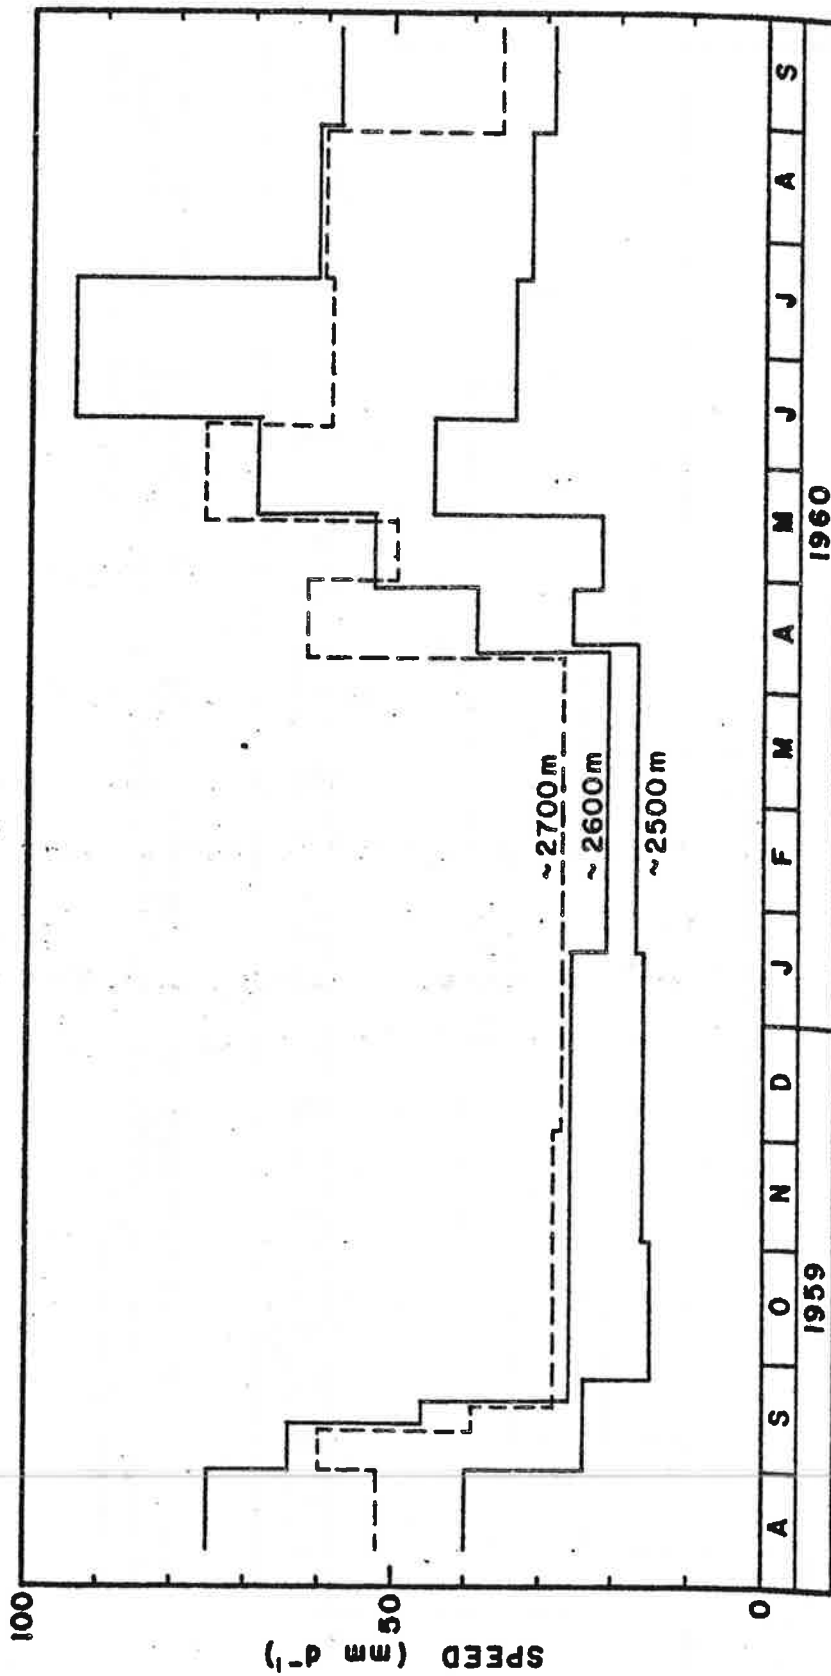 100
50
0
SPEED (mm d⁻¹)
~2700m
~2600m
~2500m
A S O N D J F M A M J J A S
1959 1960